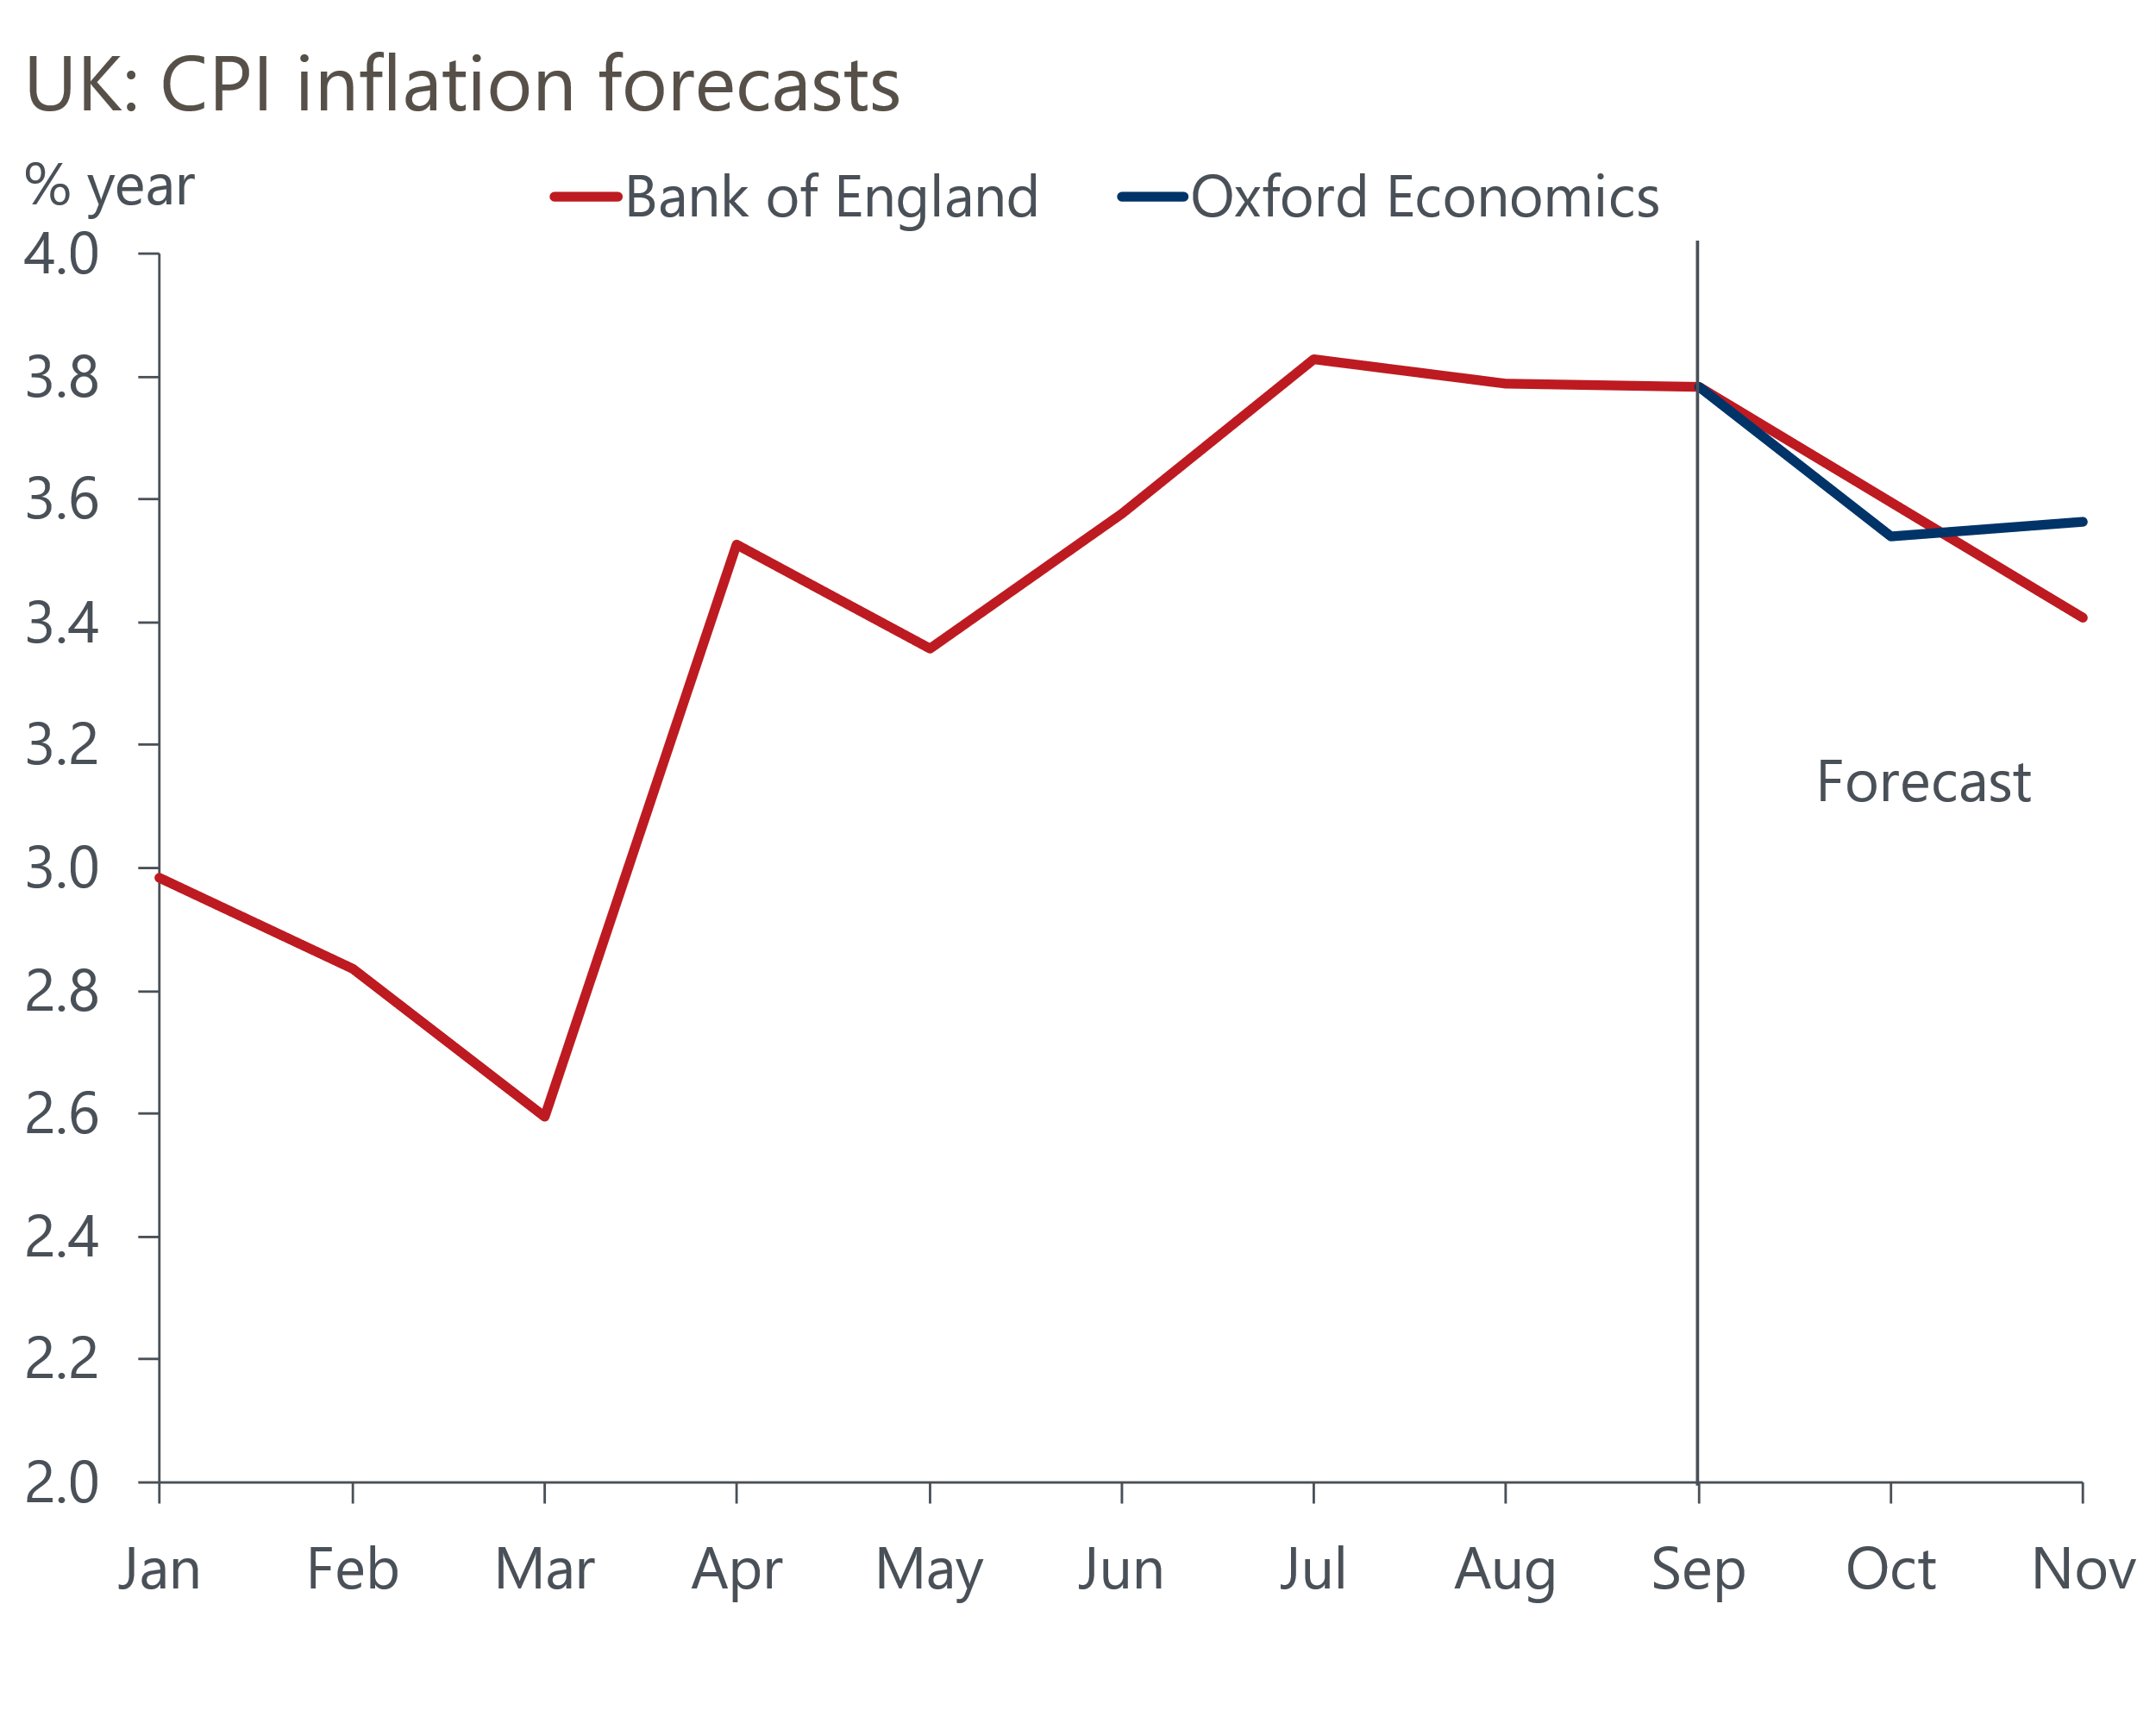 UK: CPI inflation forecasts
% year
Bank of England Oxford Economics
4.0
3.8
3.6
3.4
3.2
Forecast
3.0
2.8
2.6
2.4
2.2
2.0
Jan Feb Mar Apr May Jun Jul Aug Sep Oct Nov